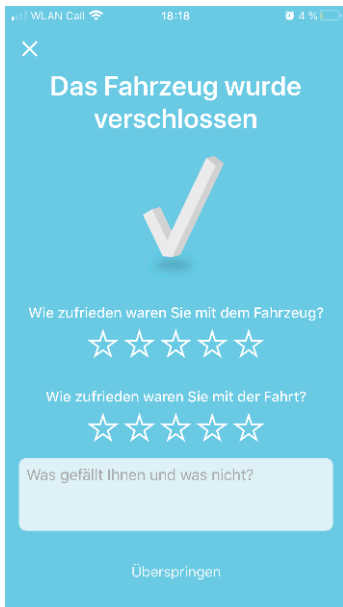 WLAN Call 18:18 4 %
Das Fahrzeug wurde
verschlossen
Wie zufrieden waren Sie mit dem Fahrzeug?
Wie zufrieden waren Sie mit der Fahrt?
Was gefällt Ihnen und was nicht?
Überspringen